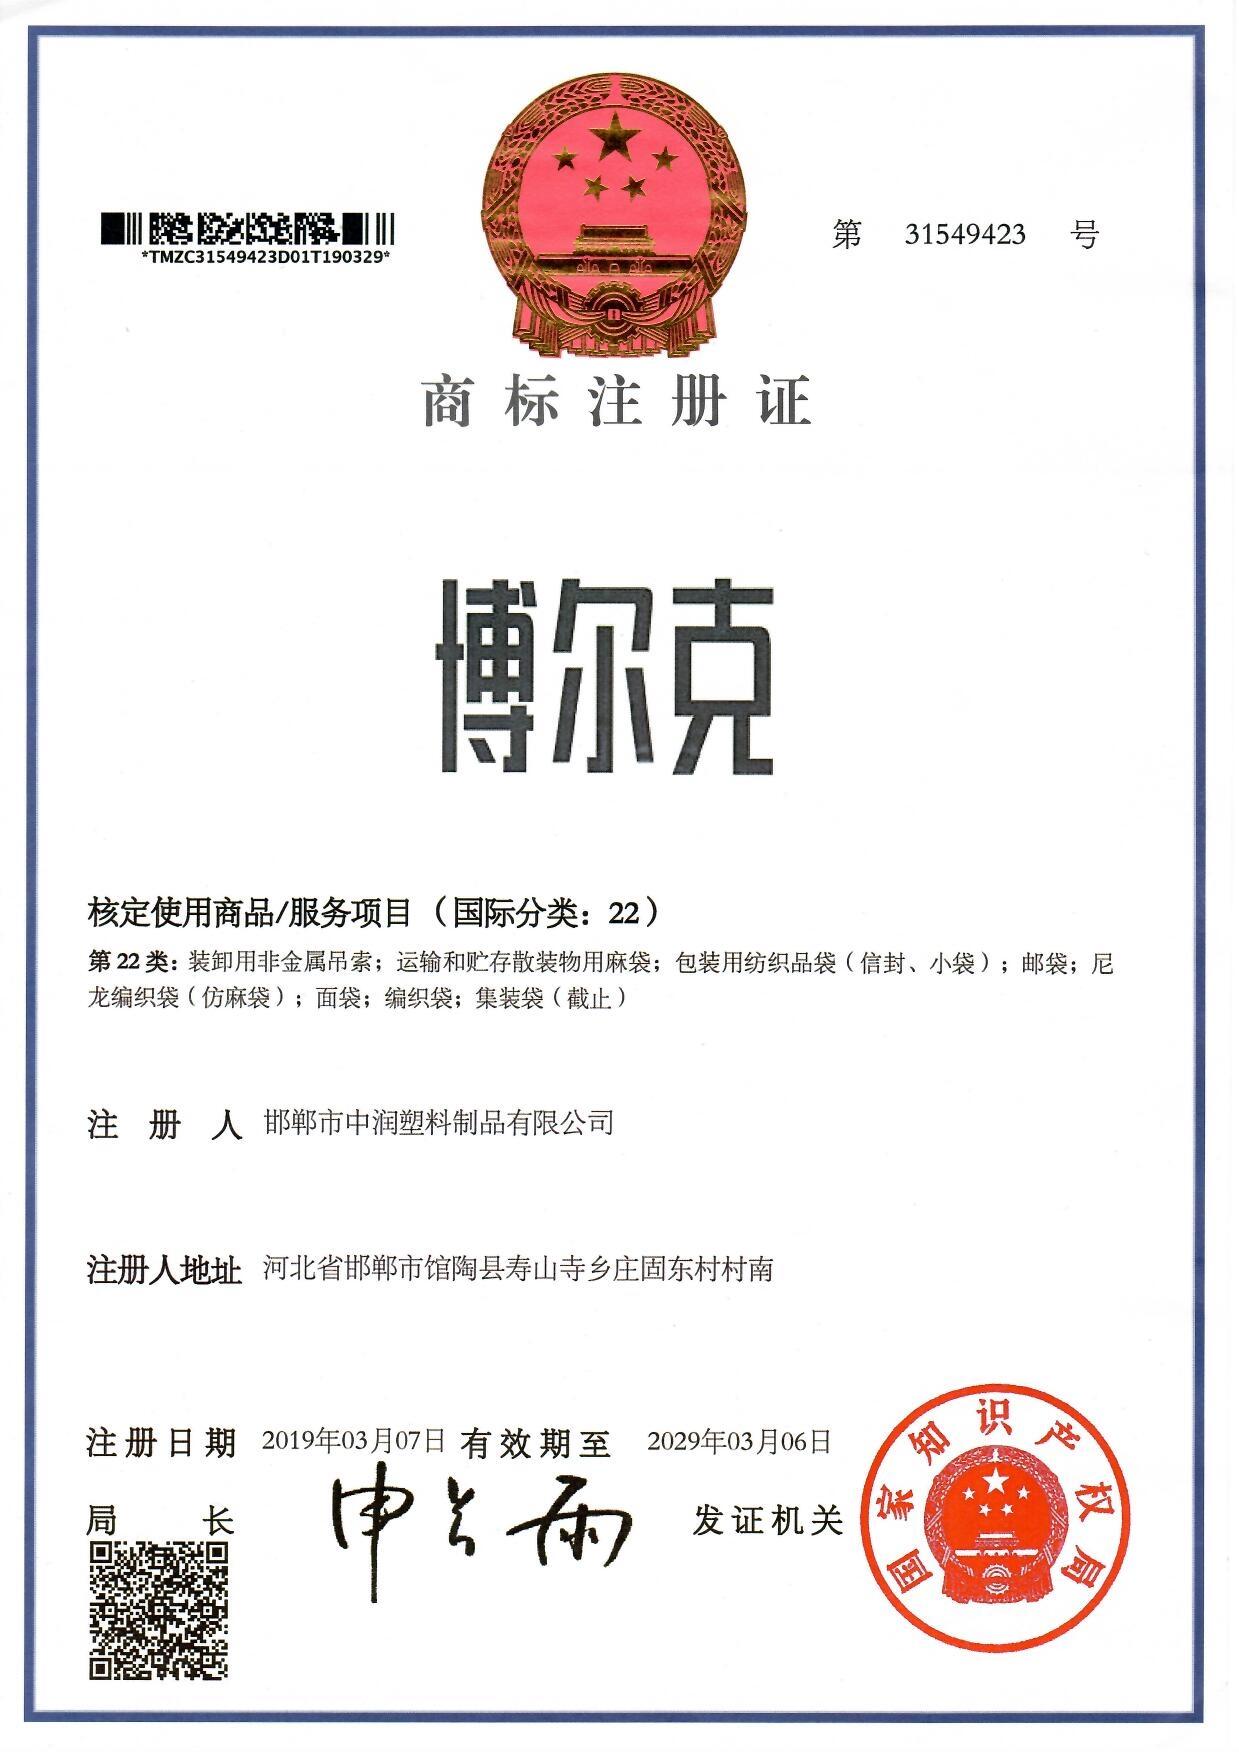 *TMZC31549423D01T190329*
第 31549423 号
商标注册证
博尔克
核定使用商品/服务项目（国际分类：22）
第22类：装卸用非金属吊索；运输和贮存散装物用麻袋；包装用纺织品袋（信封、小袋）；邮袋；尼
龙编织袋（仿麻袋）；面袋；编织袋；集装袋（截止）
注册人 邯郸市中润塑料制品有限公司
注册人地址 河北省邯郸市馆陶县寿山寺乡庄固东村村南
注册日期 2019年03月07日 有效期至 2029年03月06日
局长 申长雨 发证机关
国家知识产权局